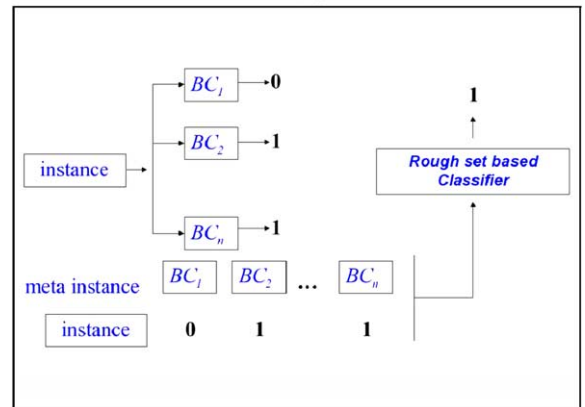 BC1
0
BC2
1
instance
BCn
1
1
Rough set based
Classifier
meta instance
BC1
BC2
...
BCn
instance
0
1
1